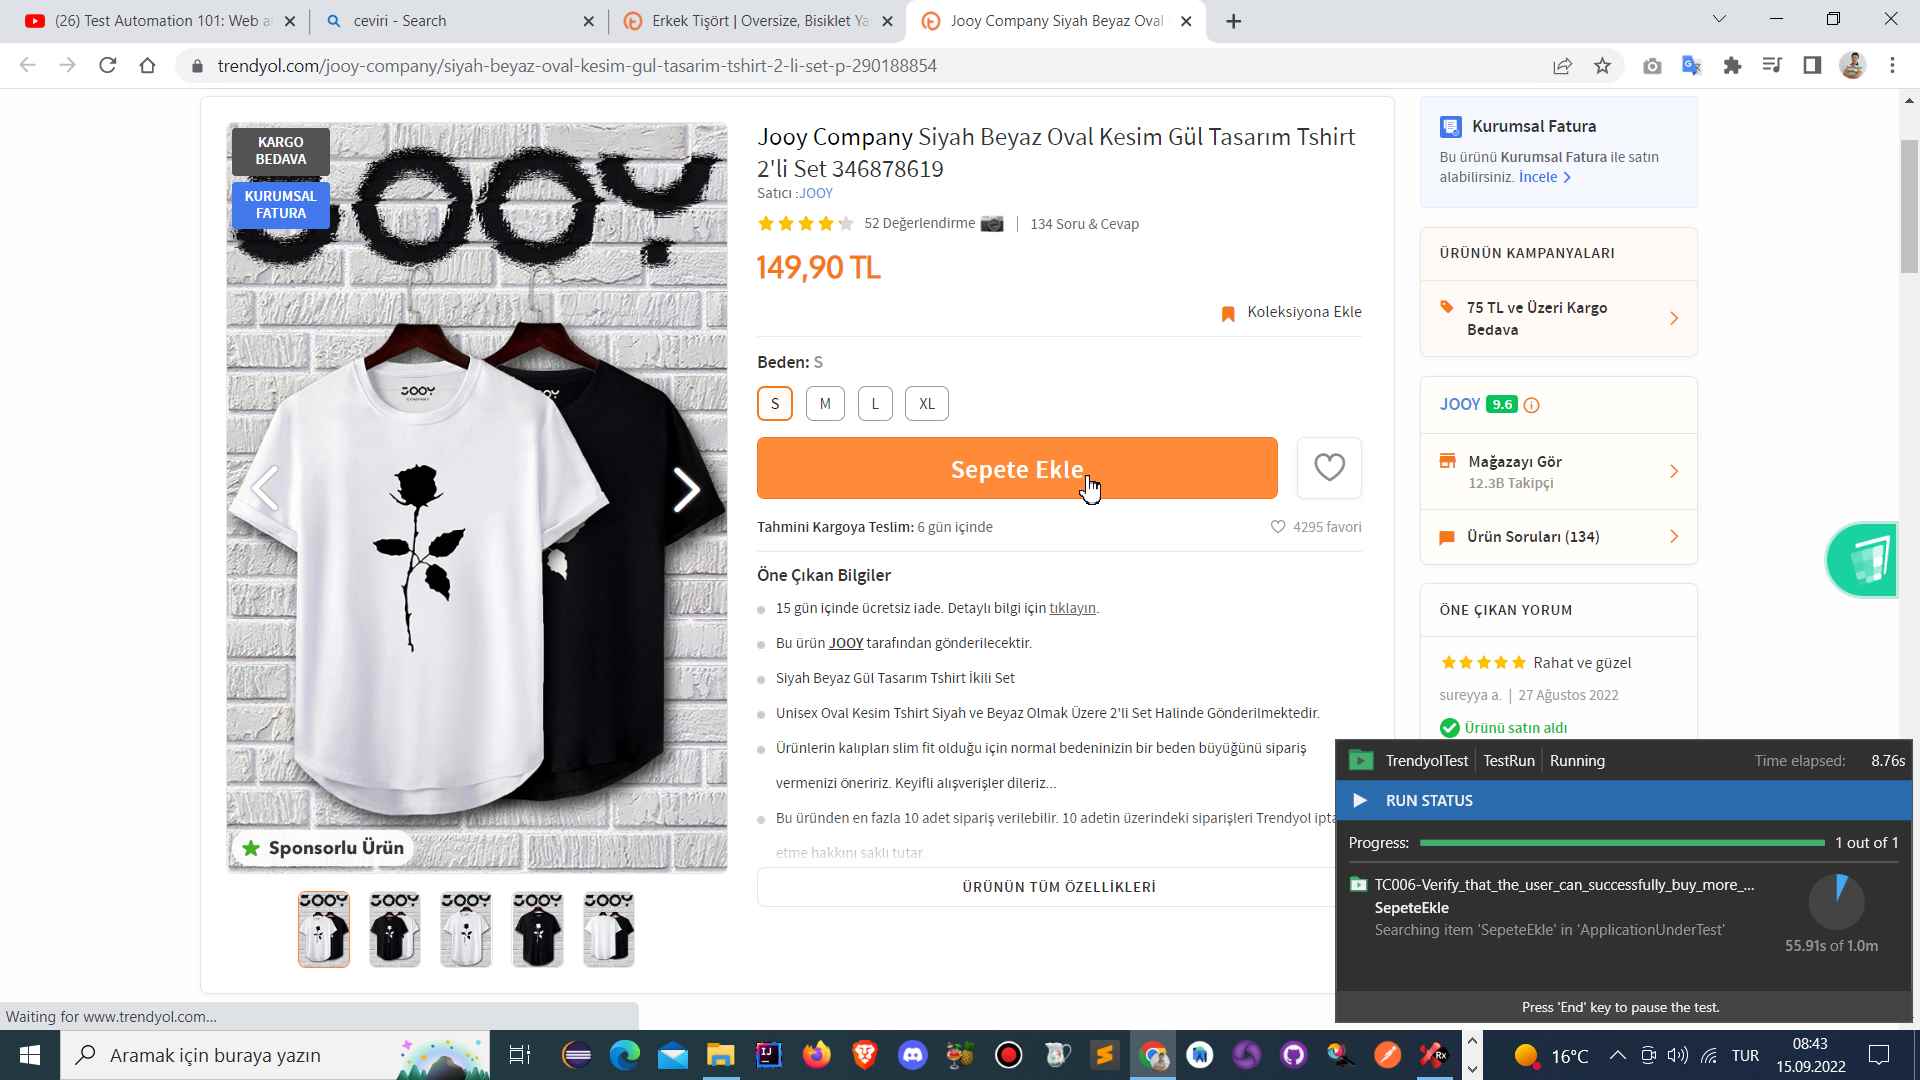 (26) Test Automation 101: Web a
ceviri - Search
Erkek Tişört | Oversize, Bisiklet Ya
Jooy Company Siyah Beyaz Oval
trendyol.com/jooy-company/siyah-beyaz-oval-kesim-gul-tasarim-tshirt-2-li-set-p-290188854
KARGO
BEDAVA
KURUMSAL
FATURA
JOOY
JOOY
Sponsorlu Ürün
Jooy Company Siyah Beyaz Oval Kesim Gül Tasarım Tshirt
2'li Set 346878619
Satıcı :JOOY
52 Değerlendirme
134 Soru & Cevap
149,90 TL
Koleksiyona Ekle
Beden: S
S M L XL
Sepete Ekle
Tahmini Kargoya Teslim: 6 gün içinde
4295 favori
Öne Çıkan Bilgiler
15 gün içinde ücretsiz iade. Detaylı bilgi için tıklayın.
Bu ürün JOOY tarafından gönderilecektir.
Siyah Beyaz Gül Tasarım Tshirt İkili Set
Unisex Oval Kesim Tshirt Siyah ve Beyaz Olmak Üzere 2'li Set Halinde Gönderilmektedir.
Ürünlerin kalıpları slim fit olduğu için normal bedeninizin bir beden büyüğünü sipariş
vermenizi öneririz. Keyifli alışverişler dileriz...
Bu üründen en fazla 10 adet sipariş verilebilir. 10 adetin üzerindeki siparişleri Trendyol ipta
etme hakkını saklı tutar.
ÜRÜNÜN TÜM ÖZELLİKLERİ
Kurumsal Fatura
Bu ürünü Kurumsal Fatura ile satın
alabilirsiniz. İncele
ÜRÜNÜN KAMPANYALARI
75 TL ve Üzeri Kargo
Bedava
JOOY 9.6
Mağazayı Gör
12.3B Takipçi
Ürün Soruları (134)
ÖNE ÇIKAN YORUM
Rahat ve güzel
sureyya a. | 27 Ağustos 2022
Ürünü satın aldı
TrendyolTest TestRun Running Time elapsed: 8.76s
RUN STATUS
Progress: 1 out of 1
TC006-Verify_that_the_user_can_successfully_buy_more_...
SepeteEkle
Searching item 'SepeteEkle' in 'ApplicationUnderTest'
55.91s of 1.0m
Press 'End' key to pause the test.
Waiting for www.trendyol.com...
Aramak için buraya yazın
16°C
TUR
08:43
15.09.2022